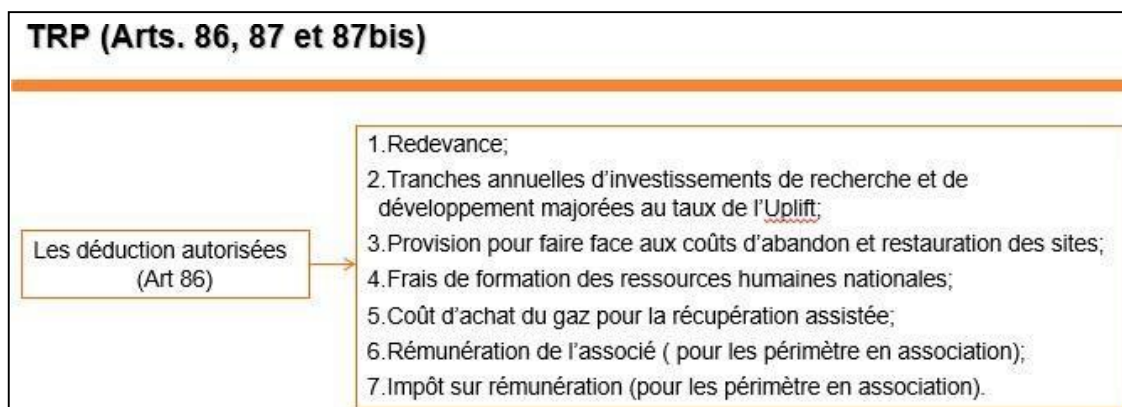 TRP (Arts. 86, 87 et 87bis)
Les déduction autorisées
(Art 86)
1.Redevance;
2.Tranches annuelles d'investissements de recherche et de
développement majorées au taux de l'Uplift;
3.Provision pour faire face aux coûts d'abandon et restauration des sites;
4.Frais de formation des ressources humaines nationales;
5.Coût d'achat du gaz pour la récupération assistée;
6.Rémunération de l'associé ( pour les périmètre en association);
7.Impôt sur rémunération (pour les périmètre en association).